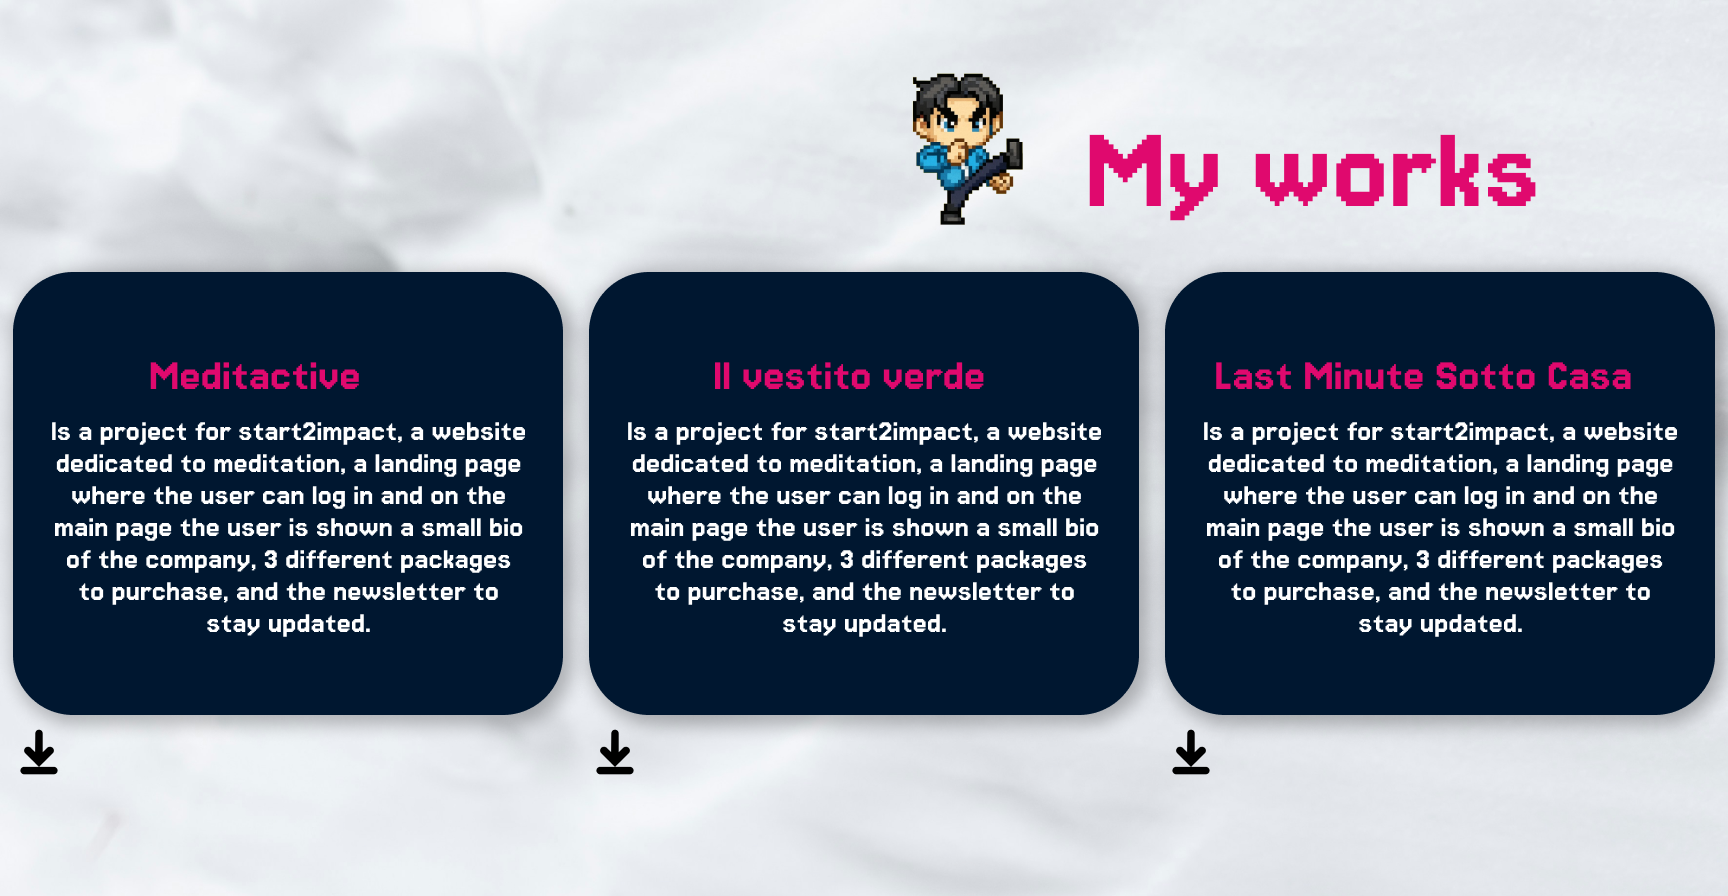 My works
Meditactive
Is a project for start2impact, a website
dedicated to meditation, a landing page
where the user can log in and on the
main page the user is shown a small bio
of the company, 3 different packages
to purchase, and the newsletter to
stay updated.
Il vestito verde
Is a project for start2impact, a website
dedicated to meditation, a landing page
where the user can log in and on the
main page the user is shown a small bio
of the company, 3 different packages
to purchase, and the newsletter to
stay updated.
Last Minute Sotto Casa
Is a project for start2impact, a website
dedicated to meditation, a landing page
where the user can log in and on the
main page the user is shown a small bio
of the company, 3 different packages
to purchase, and the newsletter to
stay updated.